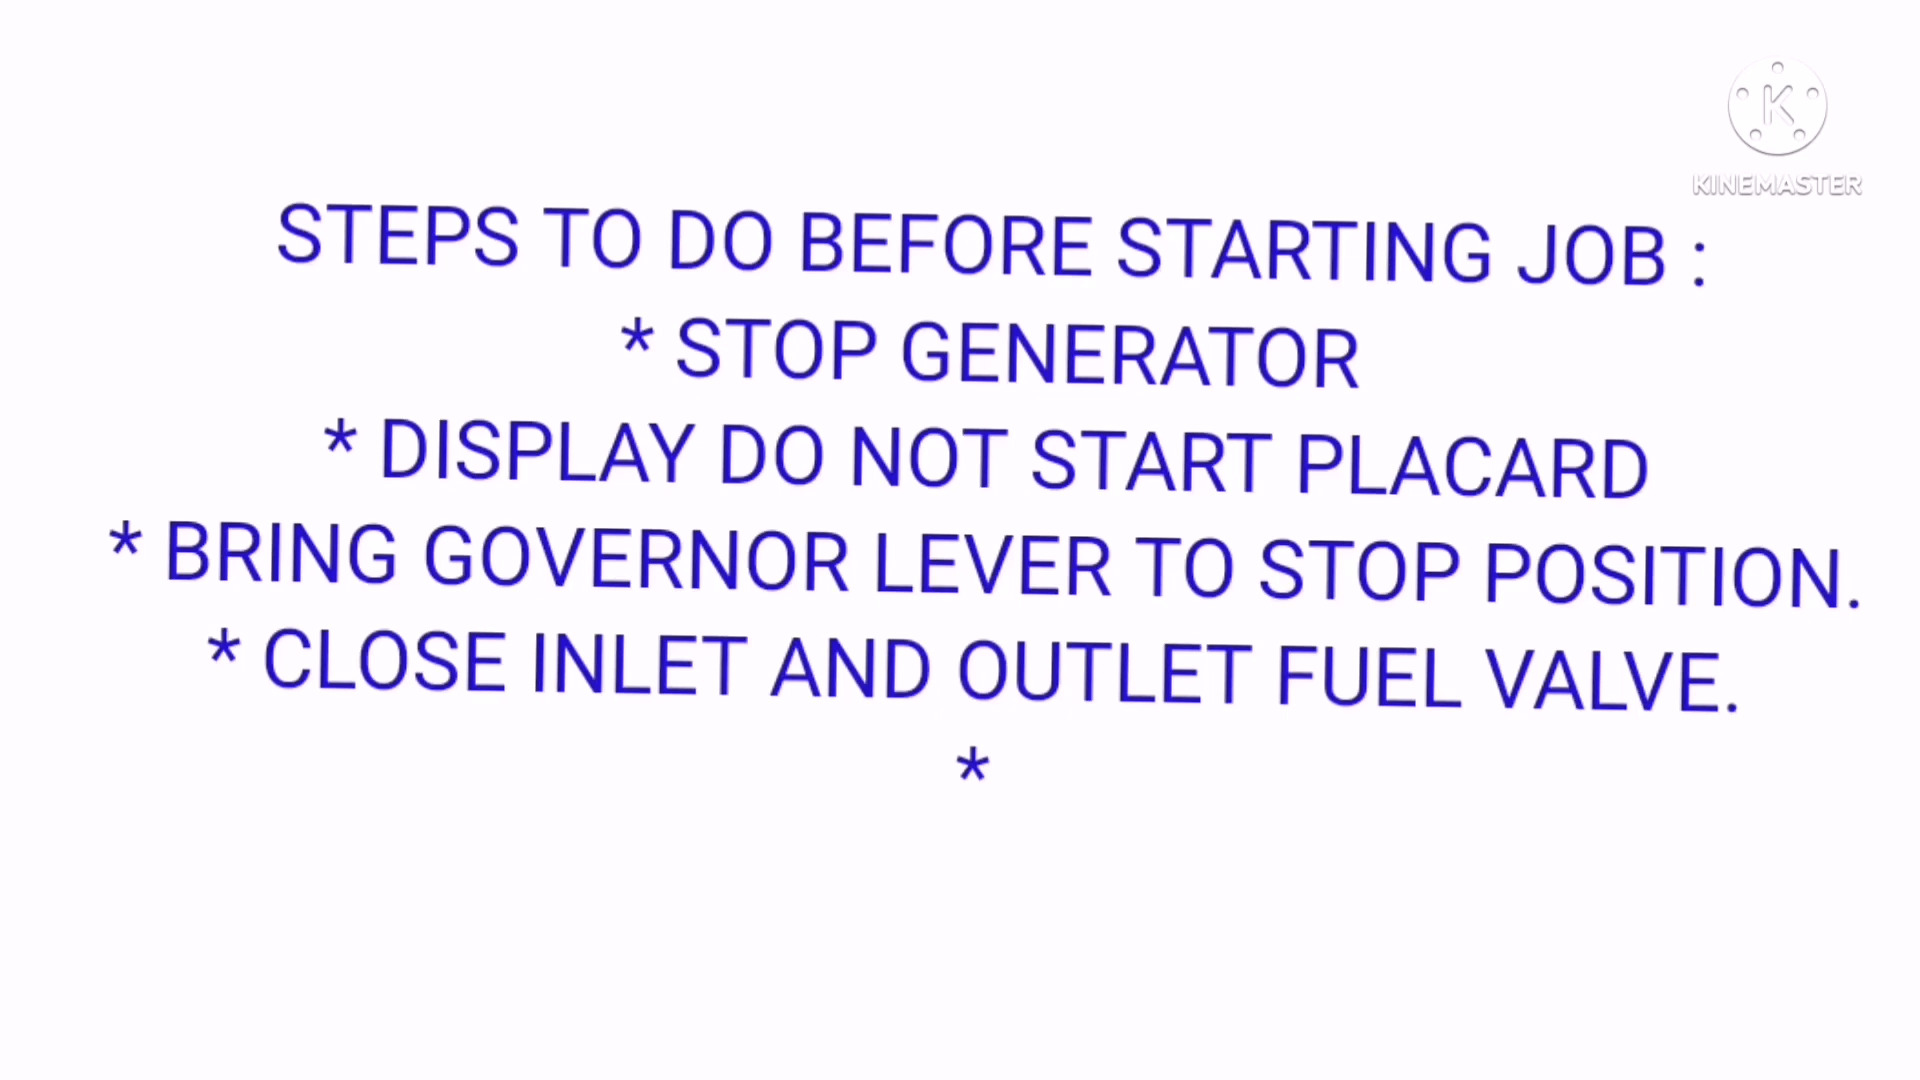 K
KINEMASTER
STEPS TO DO BEFORE STARTING JOB :
* STOP GENERATOR
* DISPLAY DO NOT START PLACARD
* BRING GOVERNOR LEVER TO STOP POSITION.
* CLOSE INLET AND OUTLET FUEL VALVE.
*